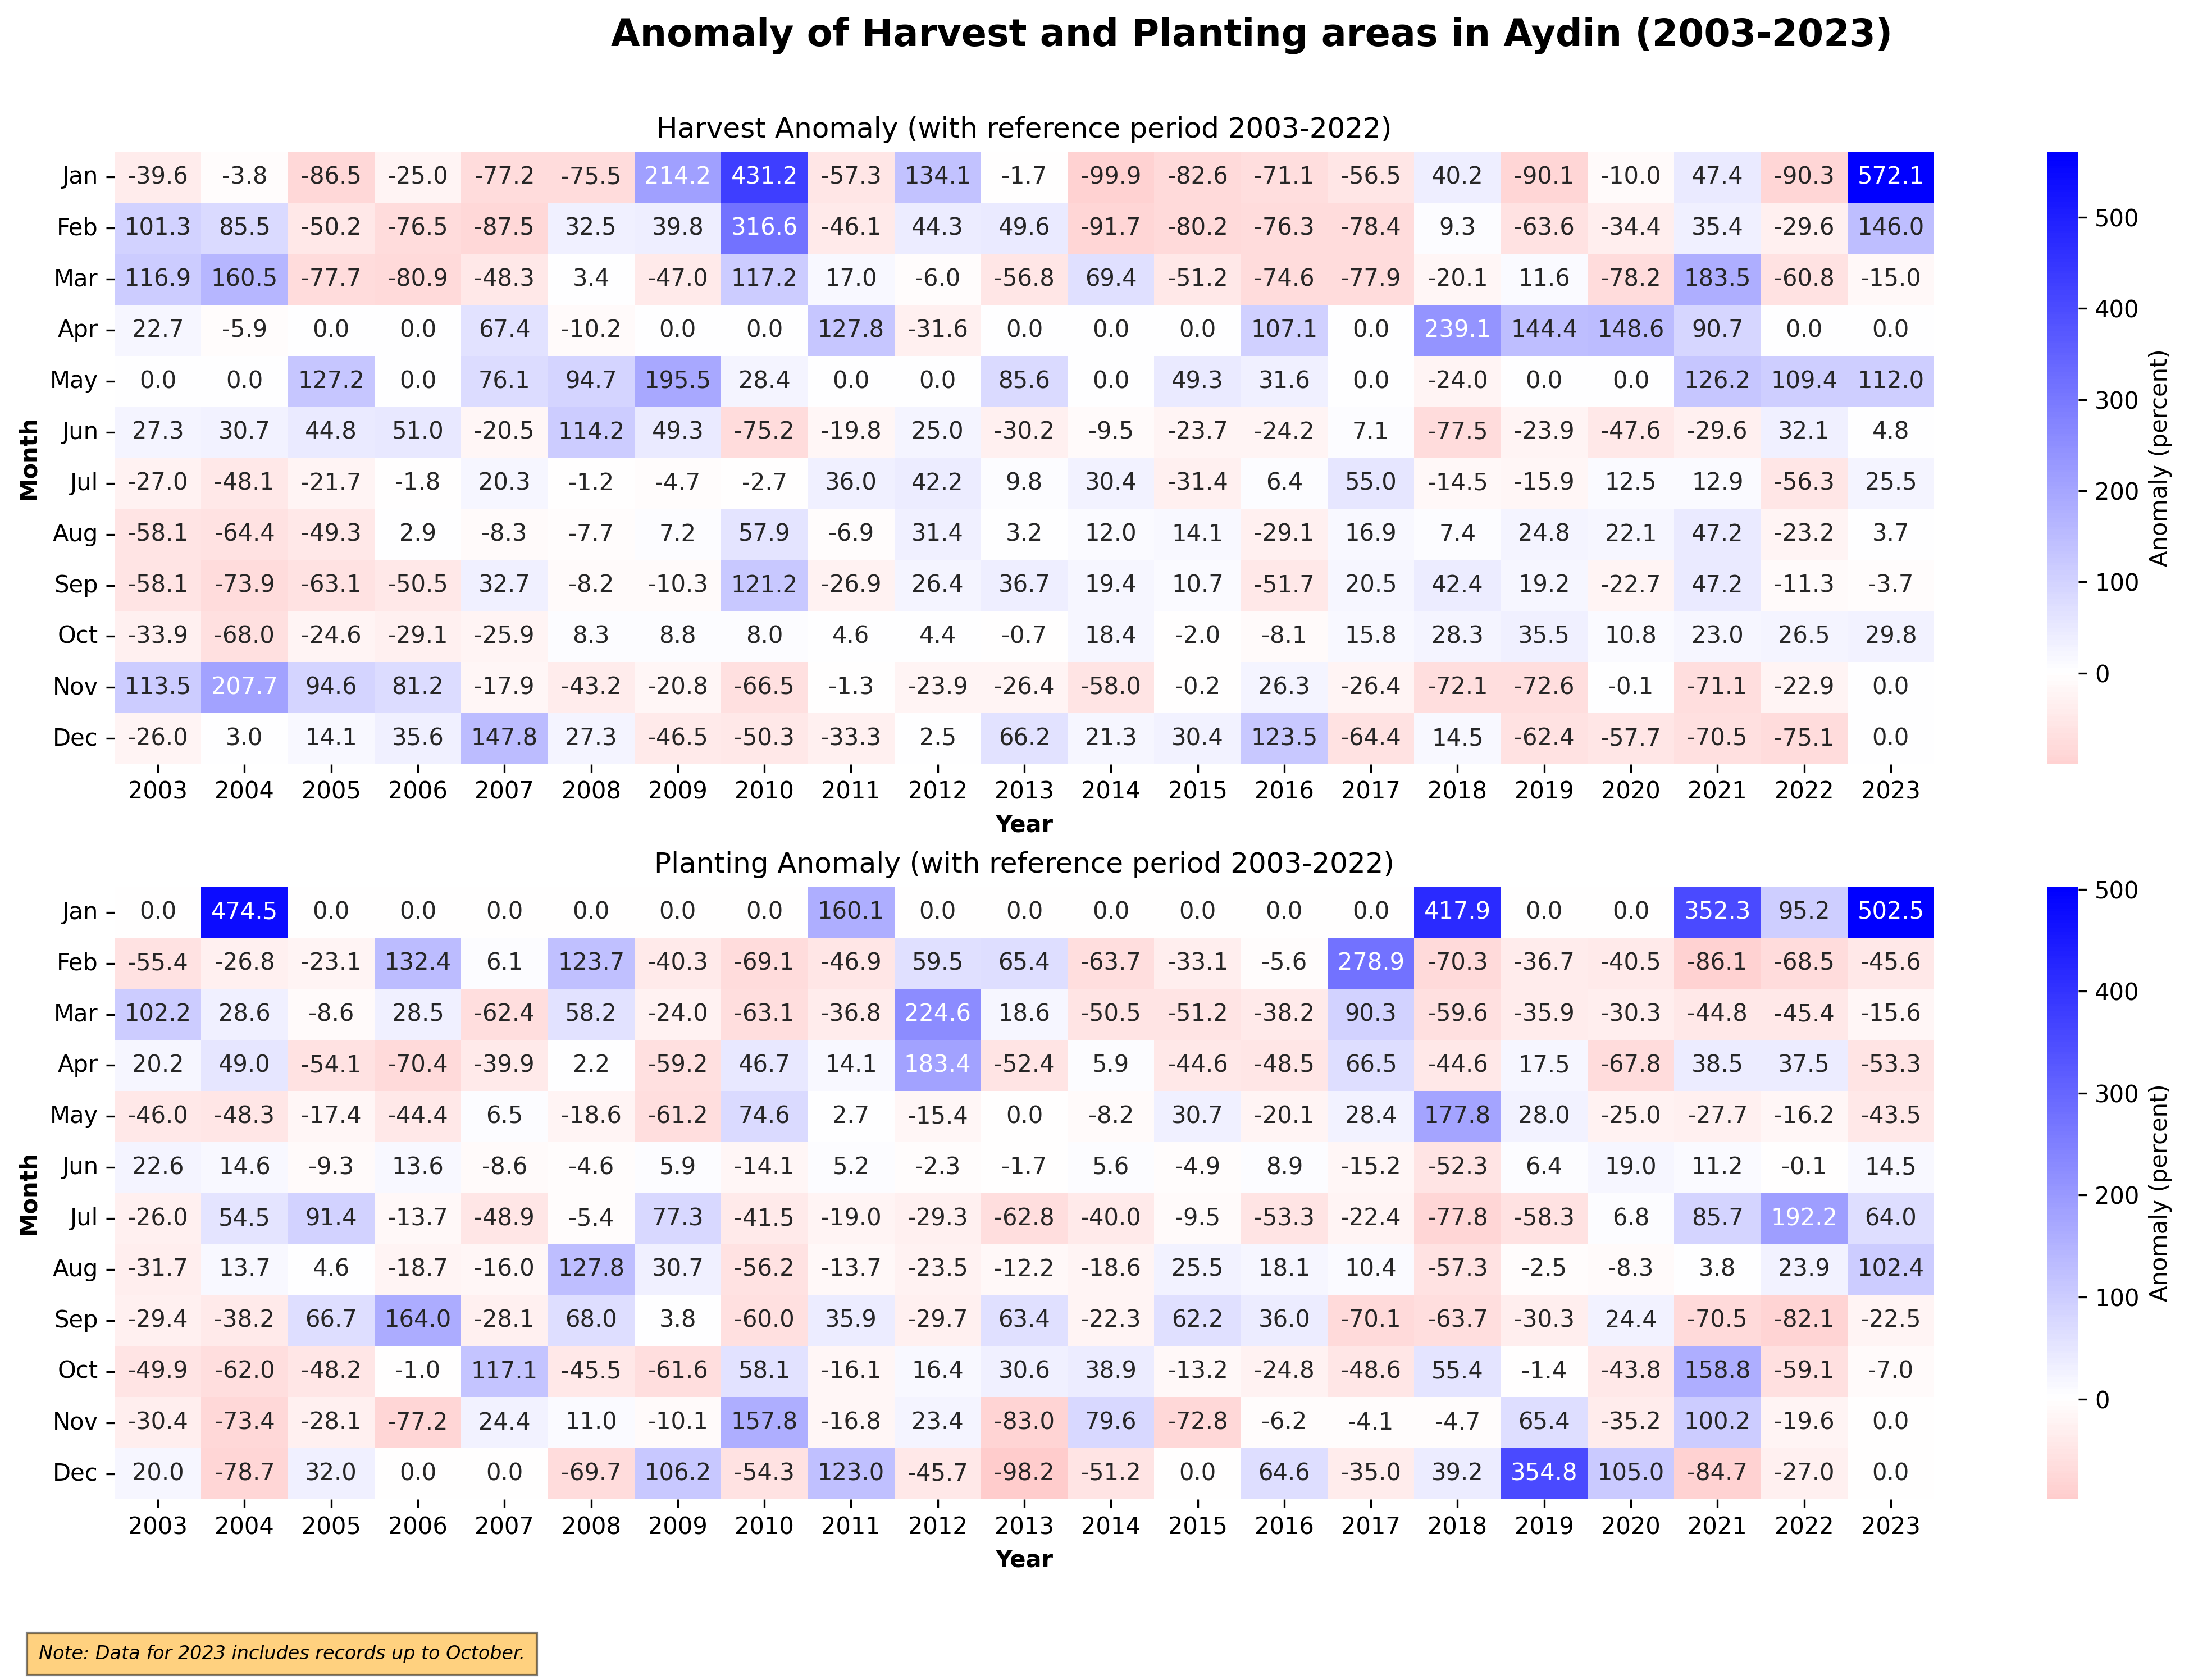 Anomaly of Harvest and Planting areas in Aydin (2003-2023)
Harvest Anomaly (with reference period 2003-2022)
Jan -39.6 -3.8 -86.5 -25.0 -77.2 -75.5 214.2 431.2 -57.3 134.1 -1.7 -99.9 -82.6 -71.1 -56.5 40.2 -90.1 -10.0 47.4 -90.3 572.1
Feb 101.3 85.5 -50.2 -76.5 -87.5 32.5 39.8 316.6 -46.1 44.3 49.6 -91.7 -80.2 -76.3 -78.4 9.3 -63.6 -34.4 35.4 -29.6 146.0
Mar 116.9 160.5 -77.7 -80.9 -48.3 3.4 -47.0 117.2 17.0 -6.0 -56.8 69.4 -51.2 -74.6 -77.9 -20.1 11.6 -78.2 183.5 -60.8 -15.0
Apr 22.7 -5.9 0.0 0.0 67.4 -10.2 0.0 0.0 127.8 -31.6 0.0 0.0 0.0 107.1 0.0 239.1 144.4 148.6 90.7 0.0 0.0
May 0.0 0.0 127.2 0.0 76.1 94.7 195.5 28.4 0.0 0.0 85.6 0.0 49.3 31.6 0.0 -24.0 0.0 0.0 126.2 109.4 112.0
Jun 27.3 30.7 44.8 51.0 -20.5 114.2 49.3 -75.2 -19.8 25.0 -30.2 -9.5 -23.7 -24.2 7.1 -77.5 -23.9 -47.6 -29.6 32.1 4.8
Jul -27.0 -48.1 -21.7 -1.8 20.3 -1.2 -4.7 -2.7 36.0 42.2 9.8 30.4 -31.4 6.4 55.0 -14.5 -15.9 12.5 12.9 -56.3 25.5
Aug -58.1 -64.4 -49.3 2.9 -8.3 -7.7 7.2 57.9 -6.9 31.4 3.2 12.0 14.1 -29.1 16.9 7.4 24.8 22.1 47.2 -23.2 3.7
Sep -58.1 -73.9 -63.1 -50.5 32.7 -8.2 -10.3 121.2 -26.9 26.4 36.7 19.4 10.7 -51.7 20.5 42.4 19.2 -22.7 47.2 -11.3 -3.7
Oct -33.9 -68.0 -24.6 -29.1 -25.9 8.3 8.8 8.0 4.6 4.4 -0.7 18.4 -2.0 -8.1 15.8 28.3 35.5 10.8 23.0 26.5 29.8
Nov 113.5 207.7 94.6 81.2 -17.9 -43.2 -20.8 -66.5 -1.3 -23.9 -26.4 -58.0 -0.2 26.3 -26.4 -72.1 -72.6 -0.1 -71.1 -22.9 0.0
Dec -26.0 3.0 14.1 35.6 147.8 27.3 -46.5 -50.3 -33.3 2.5 66.2 21.3 30.4 123.5 -64.4 14.5 -62.4 -57.7 -70.5 -75.1 0.0
2003 2004 2005 2006 2007 2008 2009 2010 2011 2012 2013 2014 2015 2016 2017 2018 2019 2020 2021 2022 2023
Year
Month
500
400
300
200
100
0
Anomaly (percent)
Planting Anomaly (with reference period 2003-2022)
Jan 0.0 474.5 0.0 0.0 0.0 0.0 0.0 0.0 160.1 0.0 0.0 0.0 0.0 0.0 0.0 417.9 0.0 0.0 352.3 95.2 502.5
Feb -55.4 -26.8 -23.1 132.4 6.1 123.7 -40.3 -69.1 -46.9 59.5 65.4 -63.7 -33.1 -5.6 278.9 -70.3 -36.7 -40.5 -86.1 -68.5 -45.6
Mar 102.2 28.6 -8.6 28.5 -62.4 58.2 -24.0 -63.1 -36.8 224.6 18.6 -50.5 -51.2 -38.2 90.3 -59.6 -35.9 -30.3 -44.8 -45.4 -15.6
Apr 20.2 49.0 -54.1 -70.4 -39.9 2.2 -59.2 46.7 14.1 183.4 -52.4 5.9 -44.6 -48.5 66.5 -44.6 17.5 -67.8 38.5 37.5 -53.3
May -46.0 -48.3 -17.4 -44.4 6.5 -18.6 -61.2 74.6 2.7 -15.4 0.0 -8.2 30.7 -20.1 28.4 177.8 28.0 -25.0 -27.7 -16.2 -43.5
Jun 22.6 14.6 -9.3 13.6 -8.6 -4.6 5.9 -14.1 5.2 -2.3 -1.7 5.6 -4.9 8.9 -15.2 -52.3 6.4 19.0 11.2 -0.1 14.5
Jul -26.0 54.5 91.4 -13.7 -48.9 -5.4 77.3 -41.5 -19.0 -29.3 -62.8 -40.0 -9.5 -53.3 -22.4 -77.8 -58.3 6.8 85.7 192.2 64.0
Aug -31.7 13.7 4.6 -18.7 -16.0 127.8 30.7 -56.2 -13.7 -23.5 -12.2 -18.6 25.5 18.1 10.4 -57.3 -2.5 -8.3 3.8 23.9 102.4
Sep -29.4 -38.2 66.7 164.0 -28.1 68.0 3.8 -60.0 35.9 -29.7 63.4 -22.3 62.2 36.0 -70.1 -63.7 -30.3 24.4 -70.5 -82.1 -22.5
Oct -49.9 -62.0 -48.2 -1.0 117.1 -45.5 -61.6 58.1 -16.1 16.4 30.6 38.9 -13.2 -24.8 -48.6 55.4 -1.4 -43.8 158.8 -59.1 -7.0
Nov -30.4 -73.4 -28.1 -77.2 24.4 11.0 -10.1 157.8 -16.8 23.4 -83.0 79.6 -72.8 -6.2 -4.1 -4.7 65.4 -35.2 100.2 -19.6 0.0
Dec 20.0 -78.7 32.0 0.0 0.0 -69.7 106.2 -54.3 123.0 -45.7 -98.2 -51.2 0.0 64.6 -35.0 39.2 354.8 105.0 -84.7 -27.0 0.0
2003 2004 2005 2006 2007 2008 2009 2010 2011 2012 2013 2014 2015 2016 2017 2018 2019 2020 2021 2022 2023
Year
Month
500
400
300
200
100
0
Anomaly (percent)
Note: Data for 2023 includes records up to October.